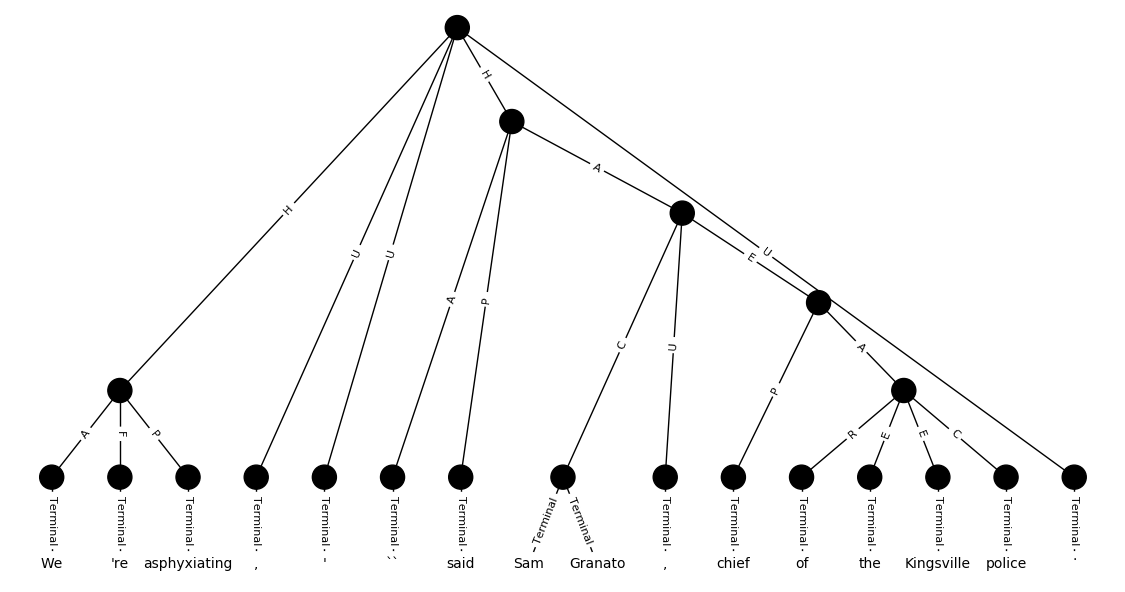 H
H
A
U
H
U
U
E
A
P
C
U
A
P
A
F
P
R
E
E
C
Terminal Terminal Terminal Terminal Terminal Terminal Terminal Terminal Terminal Terminal Terminal Terminal Terminal Terminal Terminal Terminal
We 're asphyxiating , - said Sam Granato , chief of the Kingsville police .